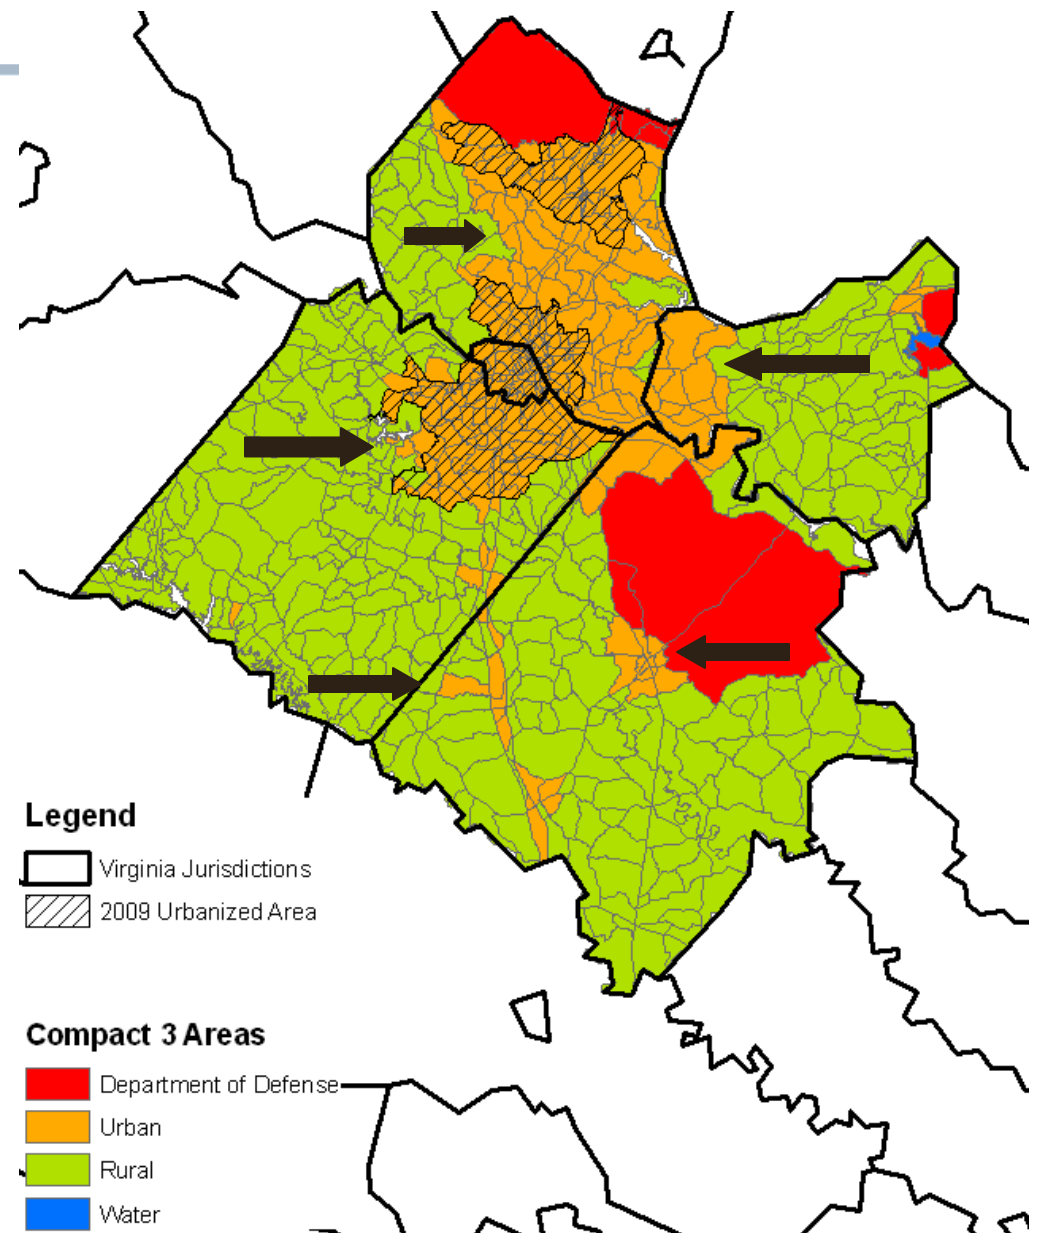 Legend
Virginia Jurisdictions
2009 Urbanized Area
Compact 3 Areas
Department of Defense
Urban
Rural
Water